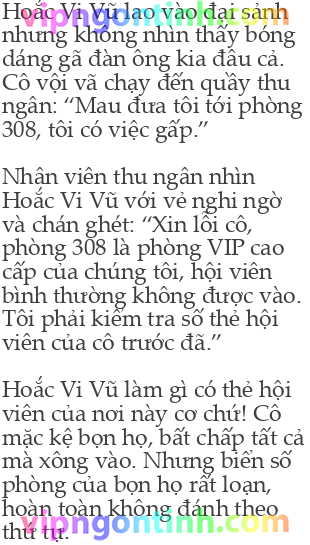 vipngontinh.com
Hoắc Vi Vũ lao vào đại sảnh
nhưng không nhìn thấy bóng
dáng gã đàn ông kia đâu cả.
Cô vội vã chạy đến quầy thu
ngân: “Mau đưa tôi tới phòng
308, tôi có việc gấp.”
Nhân viên thu ngân nhìn
Hoắc Vi Vũ với vẻ nghi ngờ
và chán ghét: “Xin lỗi cô,
phòng 308 là phòng VIP cao
cấp của chúng tôi, hội viên
bình thường không được vào.
Tôi phải kiểm tra số thẻ hội
viên của cô trước đã.”
Hoắc Vi Vũ làm gì có thẻ hội
viên của nơi này cơ chứ! Cô
mặc kệ bọn họ, bất chấp tất cả
mà xông vào. Nhưng biển số
phòng của bọn họ rất loạn,
hoàn toàn không đánh theo
thứ tự.
vipngontinh.com